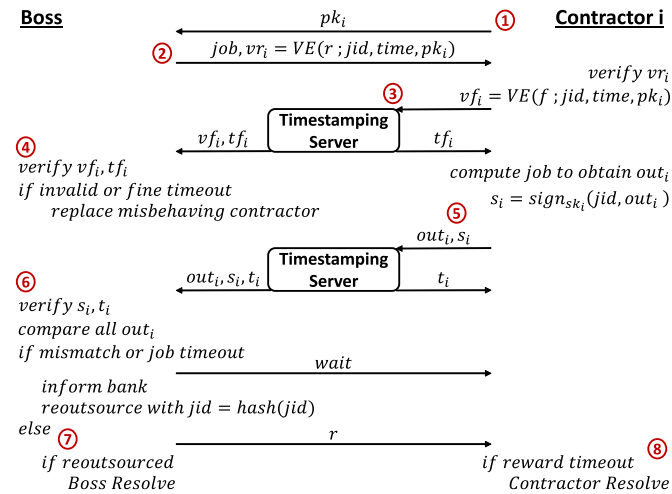 Boss
Contractor i
pk_i
1
2
job, vr_i = VE(r ; jid, time, pk_i)
verify vr_i
3
vf_i = VE(f ; jid, time, pk_i)
Timestamping
Server
4
vf_i, tf_i
tf_i
verify vf_i, tf_i
if invalid or fine timeout
replace misbehaving contractor
compute job to obtain out_i
s_i = sign_{sk_i}(jid, out_i )
5
out_i, s_i
Timestamping
Server
6
out_i, s_i, t_i
t_i
verify s_i, t_i
compare all out_i
if mismatch or job timeout
wait
inform bank
reoutsource with jid = hash(jid)
else
7
r
8
if reoutsourced
Boss Resolve
if reward timeout
Contractor Resolve